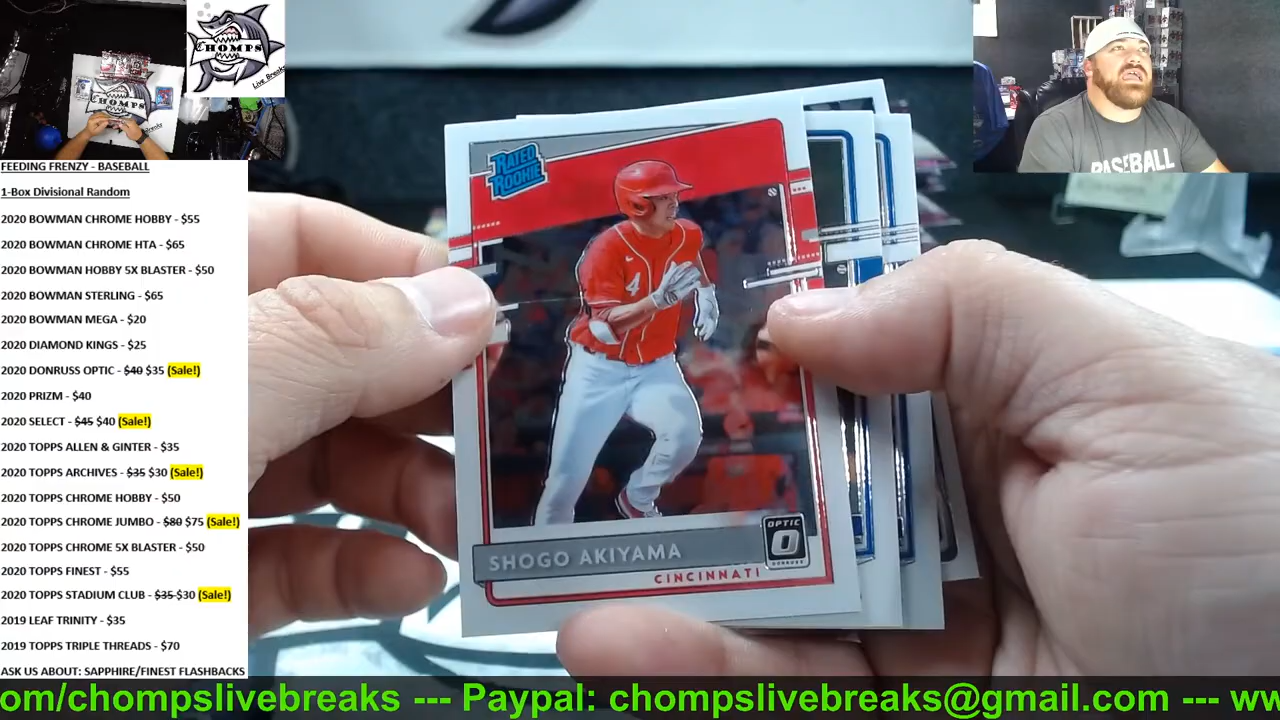 CHOMPS
Live Breaks
CHOMPS
BASEBALL
FEEDING FRENZY - BASEBALL
1-Box Divisional Random
2020 BOWMAN CHROME HOBBY - $55
2020 BOWMAN CHROME HTA - $65
2020 BOWMAN HOBBY 5X BLASTER - $50
2020 BOWMAN STERLING - $65
2020 BOWMAN MEGA - $20
2020 DIAMOND KINGS - $25
2020 DONRUSS OPTIC - $40 $35 (Sale!)
2020 PRIZM - $40
2020 SELECT - $45 $40 (Sale!)
2020 TOPPS ALLEN & GINTER - $35
2020 TOPPS ARCHIVES - $35 $30 (Sale!)
2020 TOPPS CHROME HOBBY - $50
2020 TOPPS CHROME JUMBO - $80 $75 (Sale!)
2020 TOPPS CHROME 5X BLASTER - $50
2020 TOPPS FINEST - $55
2020 TOPPS STADIUM CLUB - $35 $30 (Sale!)
2019 LEAF TRINITY - $35
2019 TOPPS TRIPLE THREADS - $70
ASK US ABOUT: SAPPHIRE/FINEST FLASHBACKS
RATED
ROOKIE
4
OPTIC
DONRUSS
SHOGO AKIYAMA
CINCINNATI
om/chompslivebreaks --- Paypal: chompslivebreaks@gmail.com --- ww